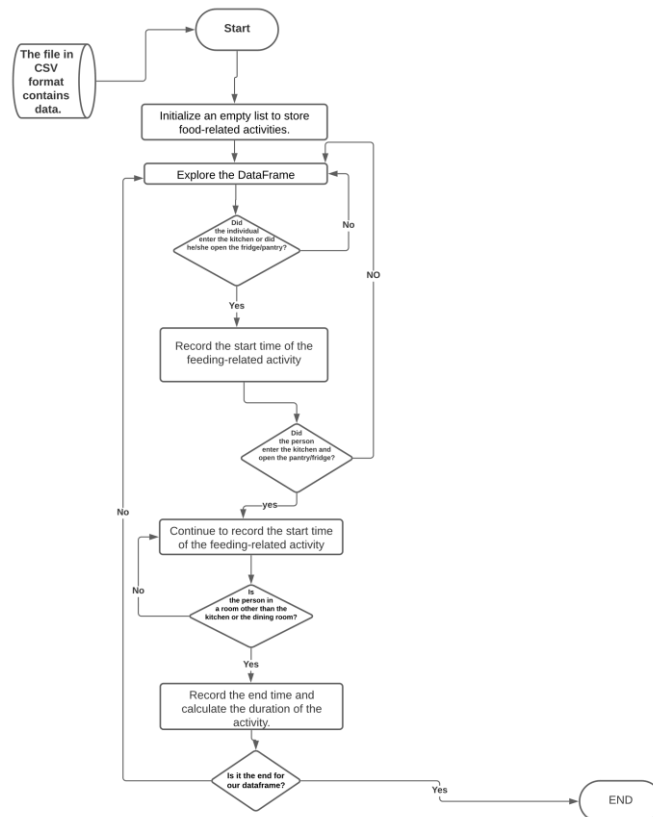 Start
The file in
CSV
format
contains
data.
Initialize an empty list to store
food-related activities.
Explore the DataFrame
Did
the individual
enter the kitchen or did
he/she open the fridge/pantry?
No
NO
Yes
Record the start time of the
feeding-related activity
Did
the person
enter the kitchen and
open the pantry/fridge?
yes
No
Continue to record the start time
of the feeding-related activity
No
Is
the person in
a room other than the
kitchen or the dining room?
Yes
Record the end time and
calculate the duration of the
activity.
Is it the end for
our dataframe?
Yes
END